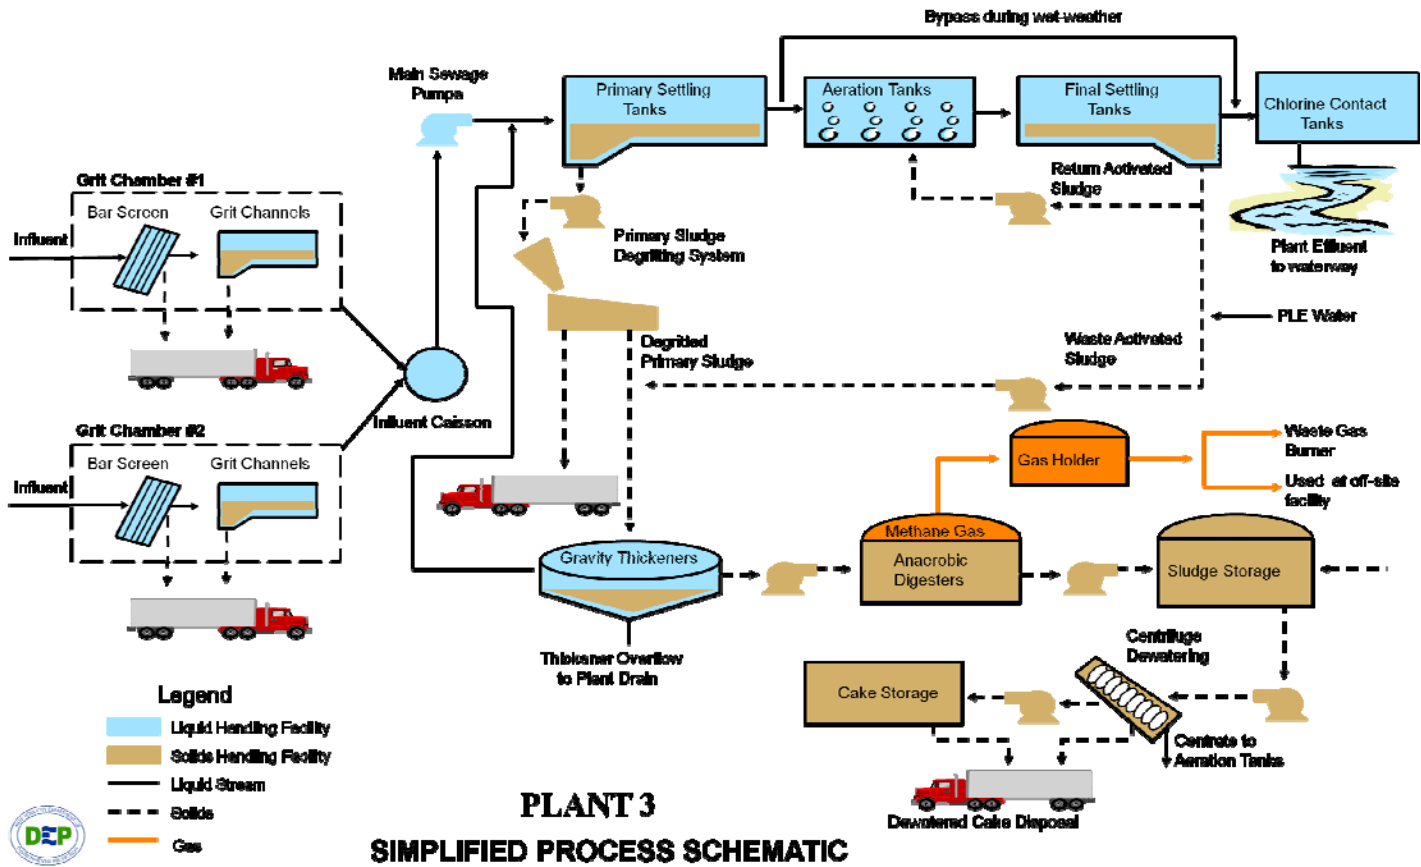 Bypass during wet-weather
Main Sewage
Pumps
Primary Settling
Tanks
Aeration Tanks
Final Settling
Tanks
Chlorine Contact
Tanks
Grit Chamber #1
Bar Screen
Grit Channels
Influent
Return Activated
Sludge
Primary Sludge
Degritting System
Plant Effluent
to waterway
PLE Water
Degritted
Primary Sludge
Waste Activated
Sludge
Influent Caisson
Grit Chamber #2
Bar Screen
Grit Channels
Influent
Gas Holder
Waste Gas
Burner
Used at off-site
facility
Methane Gas
Gravity Thickeners
Anaerobic
Digesters
Sludge Storage
Thickener Overflow
to Plant Drain
Centrifuge
Dewatering
Cake Storage
Centrate to
Aeration Tanks
Dewatered Cake Disposal
Legend
Liquid Handling Facility
Solids Handling Facility
Liquid Stream
Solids
Gas
DEP
PLANT 3
SIMPLIFIED PROCESS SCHEMATIC